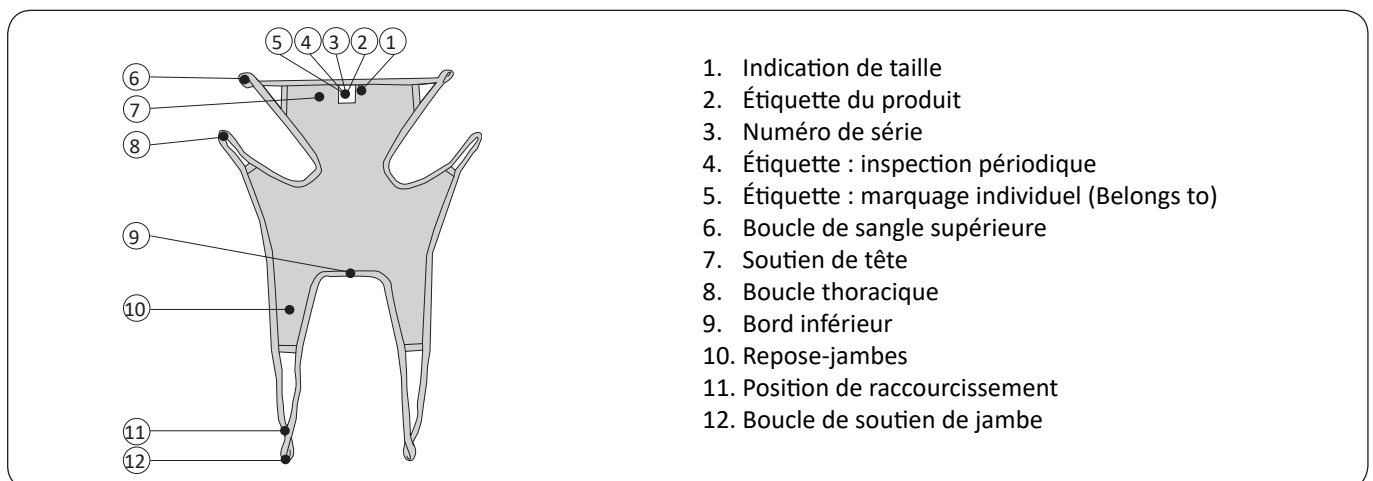 5 4 3 2 1
6
7
8
9
10
11
12
1. Indication de taille
2. Étiquette du produit
3. Numéro de série
4. Étiquette : inspection périodique
5. Étiquette : marquage individuel (Belongs to)
6. Boucle de sangle supérieure
7. Soutien de tête
8. Boucle thoracique
9. Bord inférieur
10. Repose-jambes
11. Position de raccourcissement
12. Boucle de soutien de jambe